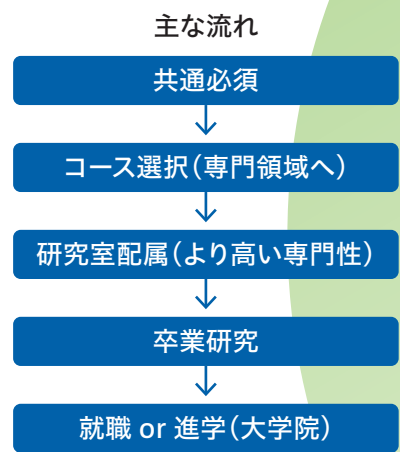 主な流れ
共通必須
コース選択（専門領域へ）
研究室配属（より高い専門性）
卒業研究
就職 or 進学（大学院）